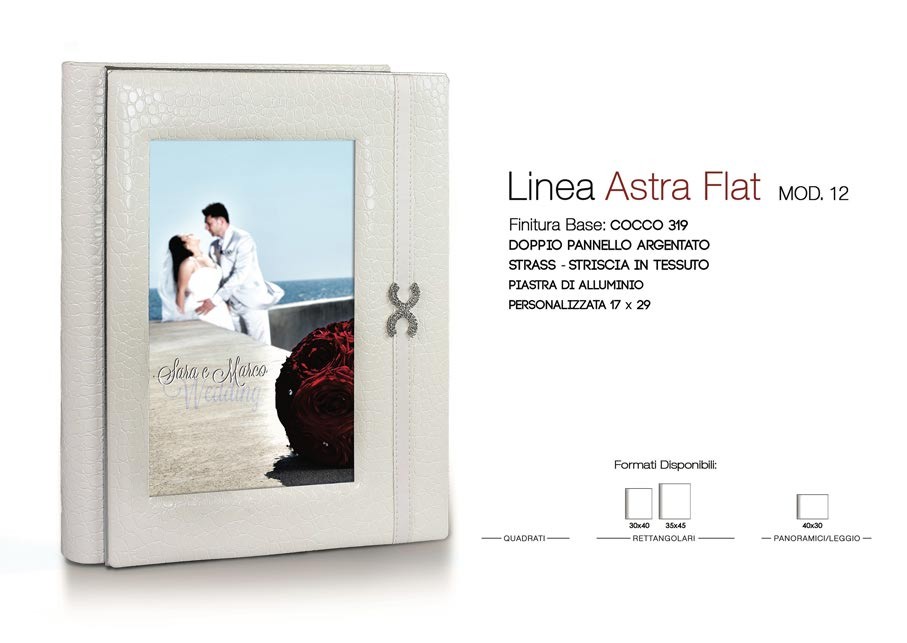 Linea Astra Flat MOD. 12
Finitura Base: COCCO 319
DOPPIO PANNELLO ARGENTATO
STRASS - STRISCIA IN TESSUTO
PIASTRA DI ALLUMINIO
PERSONALIZZATA 17 x 29
Sara e Marco
Wedding
Formati Disponibili:
30x40 35x45 40x30
QUADRATI RETTANGOLARI PANORAMICI/LEGGIO